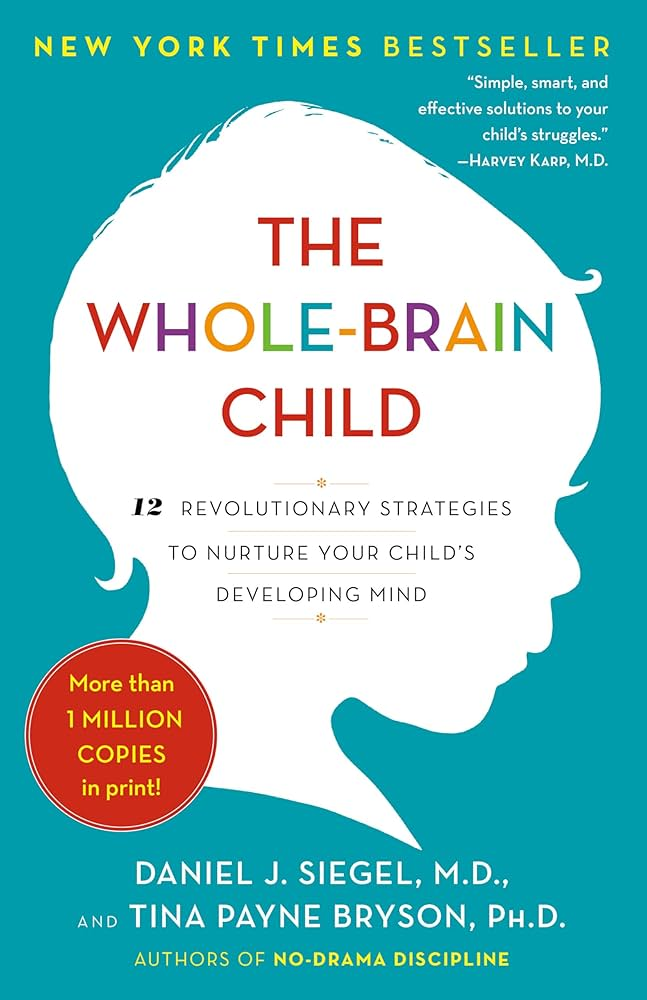 NEW YORK TIMES BESTSELLER
“Simple, smart, and
effective solutions to your
child’s struggles.”
—HARVEY KARP, M.D.
THE
WHOLE-BRAIN
CHILD
12 REVOLUTIONARY STRATEGIES
TO NURTURE YOUR CHILD’S
DEVELOPING MIND
More than
1 MILLION
COPIES
in print!
DANIEL J. SIEGEL, M.D.,
AND TINA PAYNE BRYSON, PH.D.
AUTHORS OF NO-DRAMA DISCIPLINE